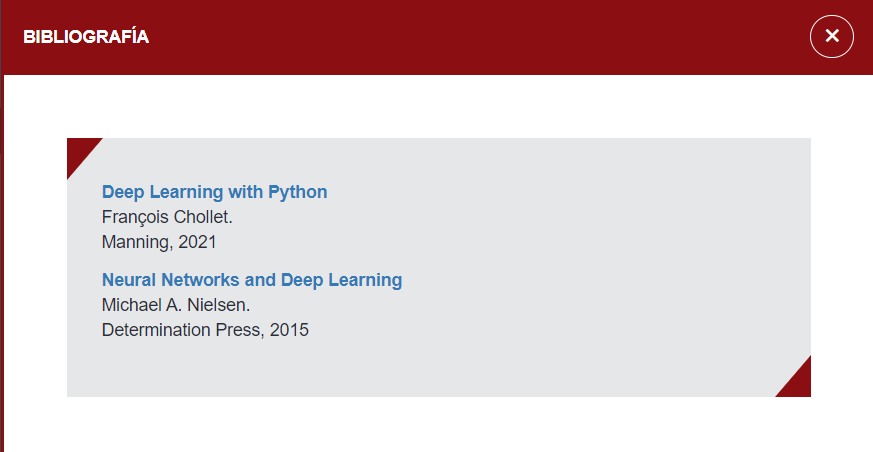 BIBLIOGRAFÍA
Deep Learning with Python
François Chollet.
Manning, 2021
Neural Networks and Deep Learning
Michael A. Nielsen.
Determination Press, 2015